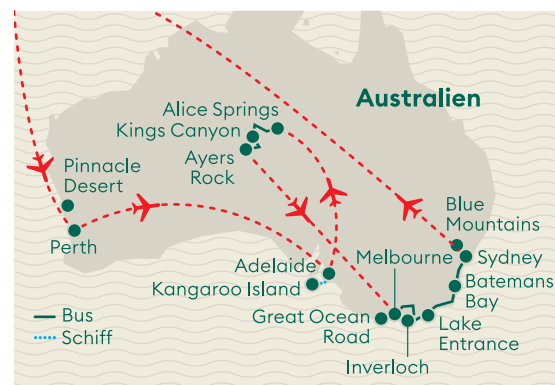 Australien
Alice Springs
Kings Canyon
Ayers
Rock
Pinnacle
Desert
Perth
Blue
Mountains
Melbourne
Sydney
Adelaide
Kangaroo Island
Batemans
Bay
Great Ocean
Road
Lake
Entrance
Inverloch
Bus
Schiff